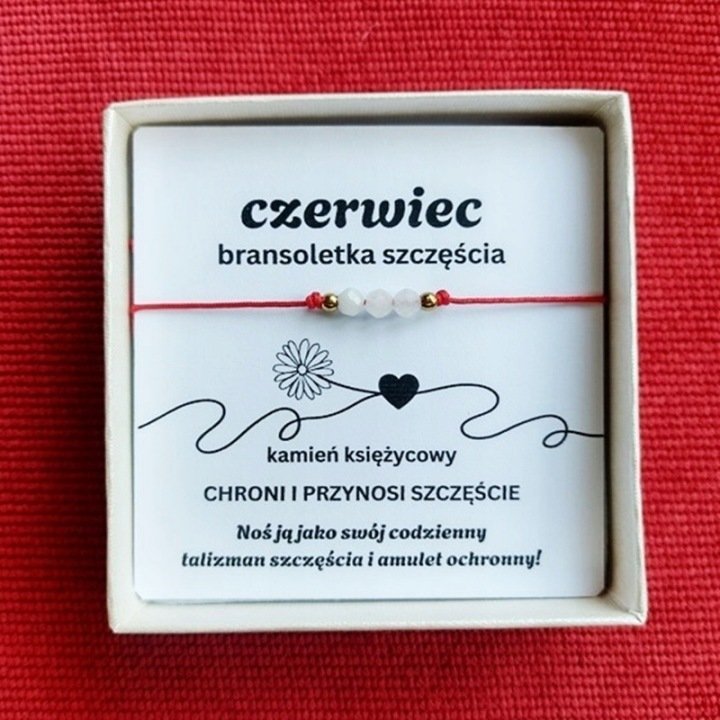 czerwiec
bransoletka szczęścia
kamień księżycowy
CHRONI I PRZYNOSI SZCZĘŚCIE
Noś ją jako swój codzienny
talizman szczęścia i amulet ochronny!